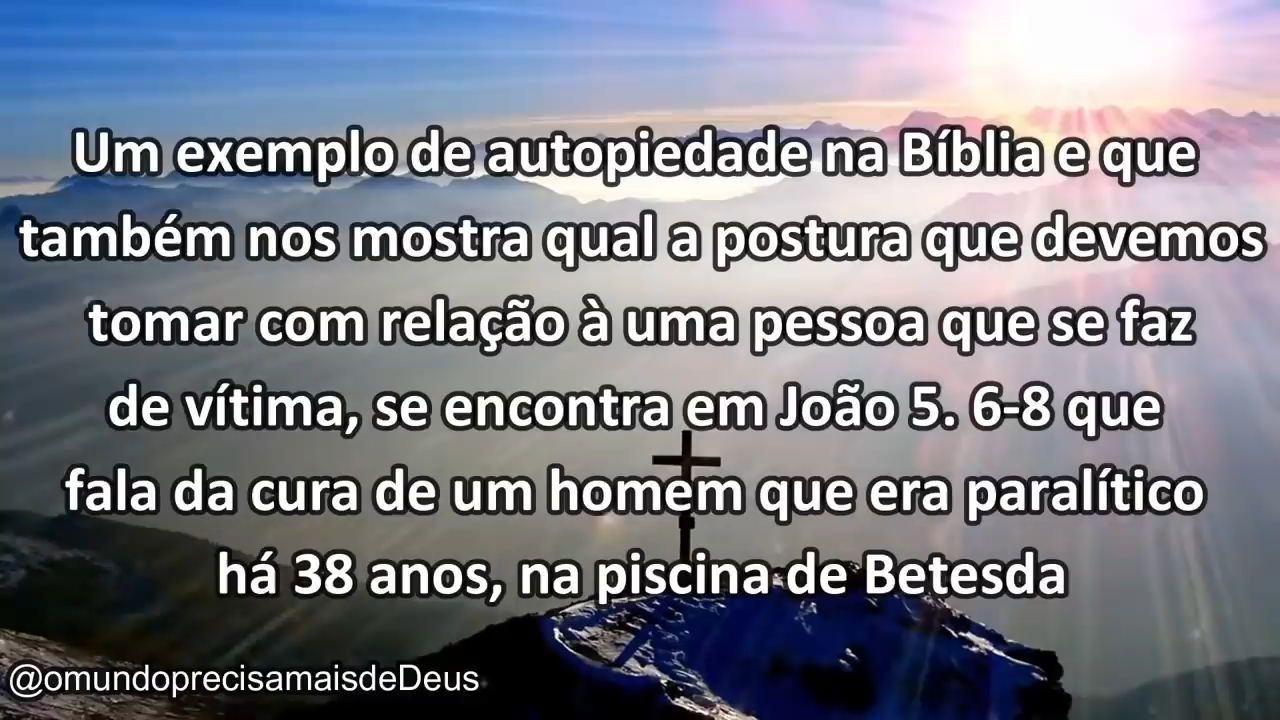 Um exemplo de autopiedade na Bíblia e que
também nos mostra qual a postura que devemos
tomar com relação à uma pessoa que se faz
de vítima, se encontra em João 5. 6-8 que
fala da cura de um homem que era paralítico
há 38 anos, na piscina de Betesda
@omundoprecisamaisdeDeus